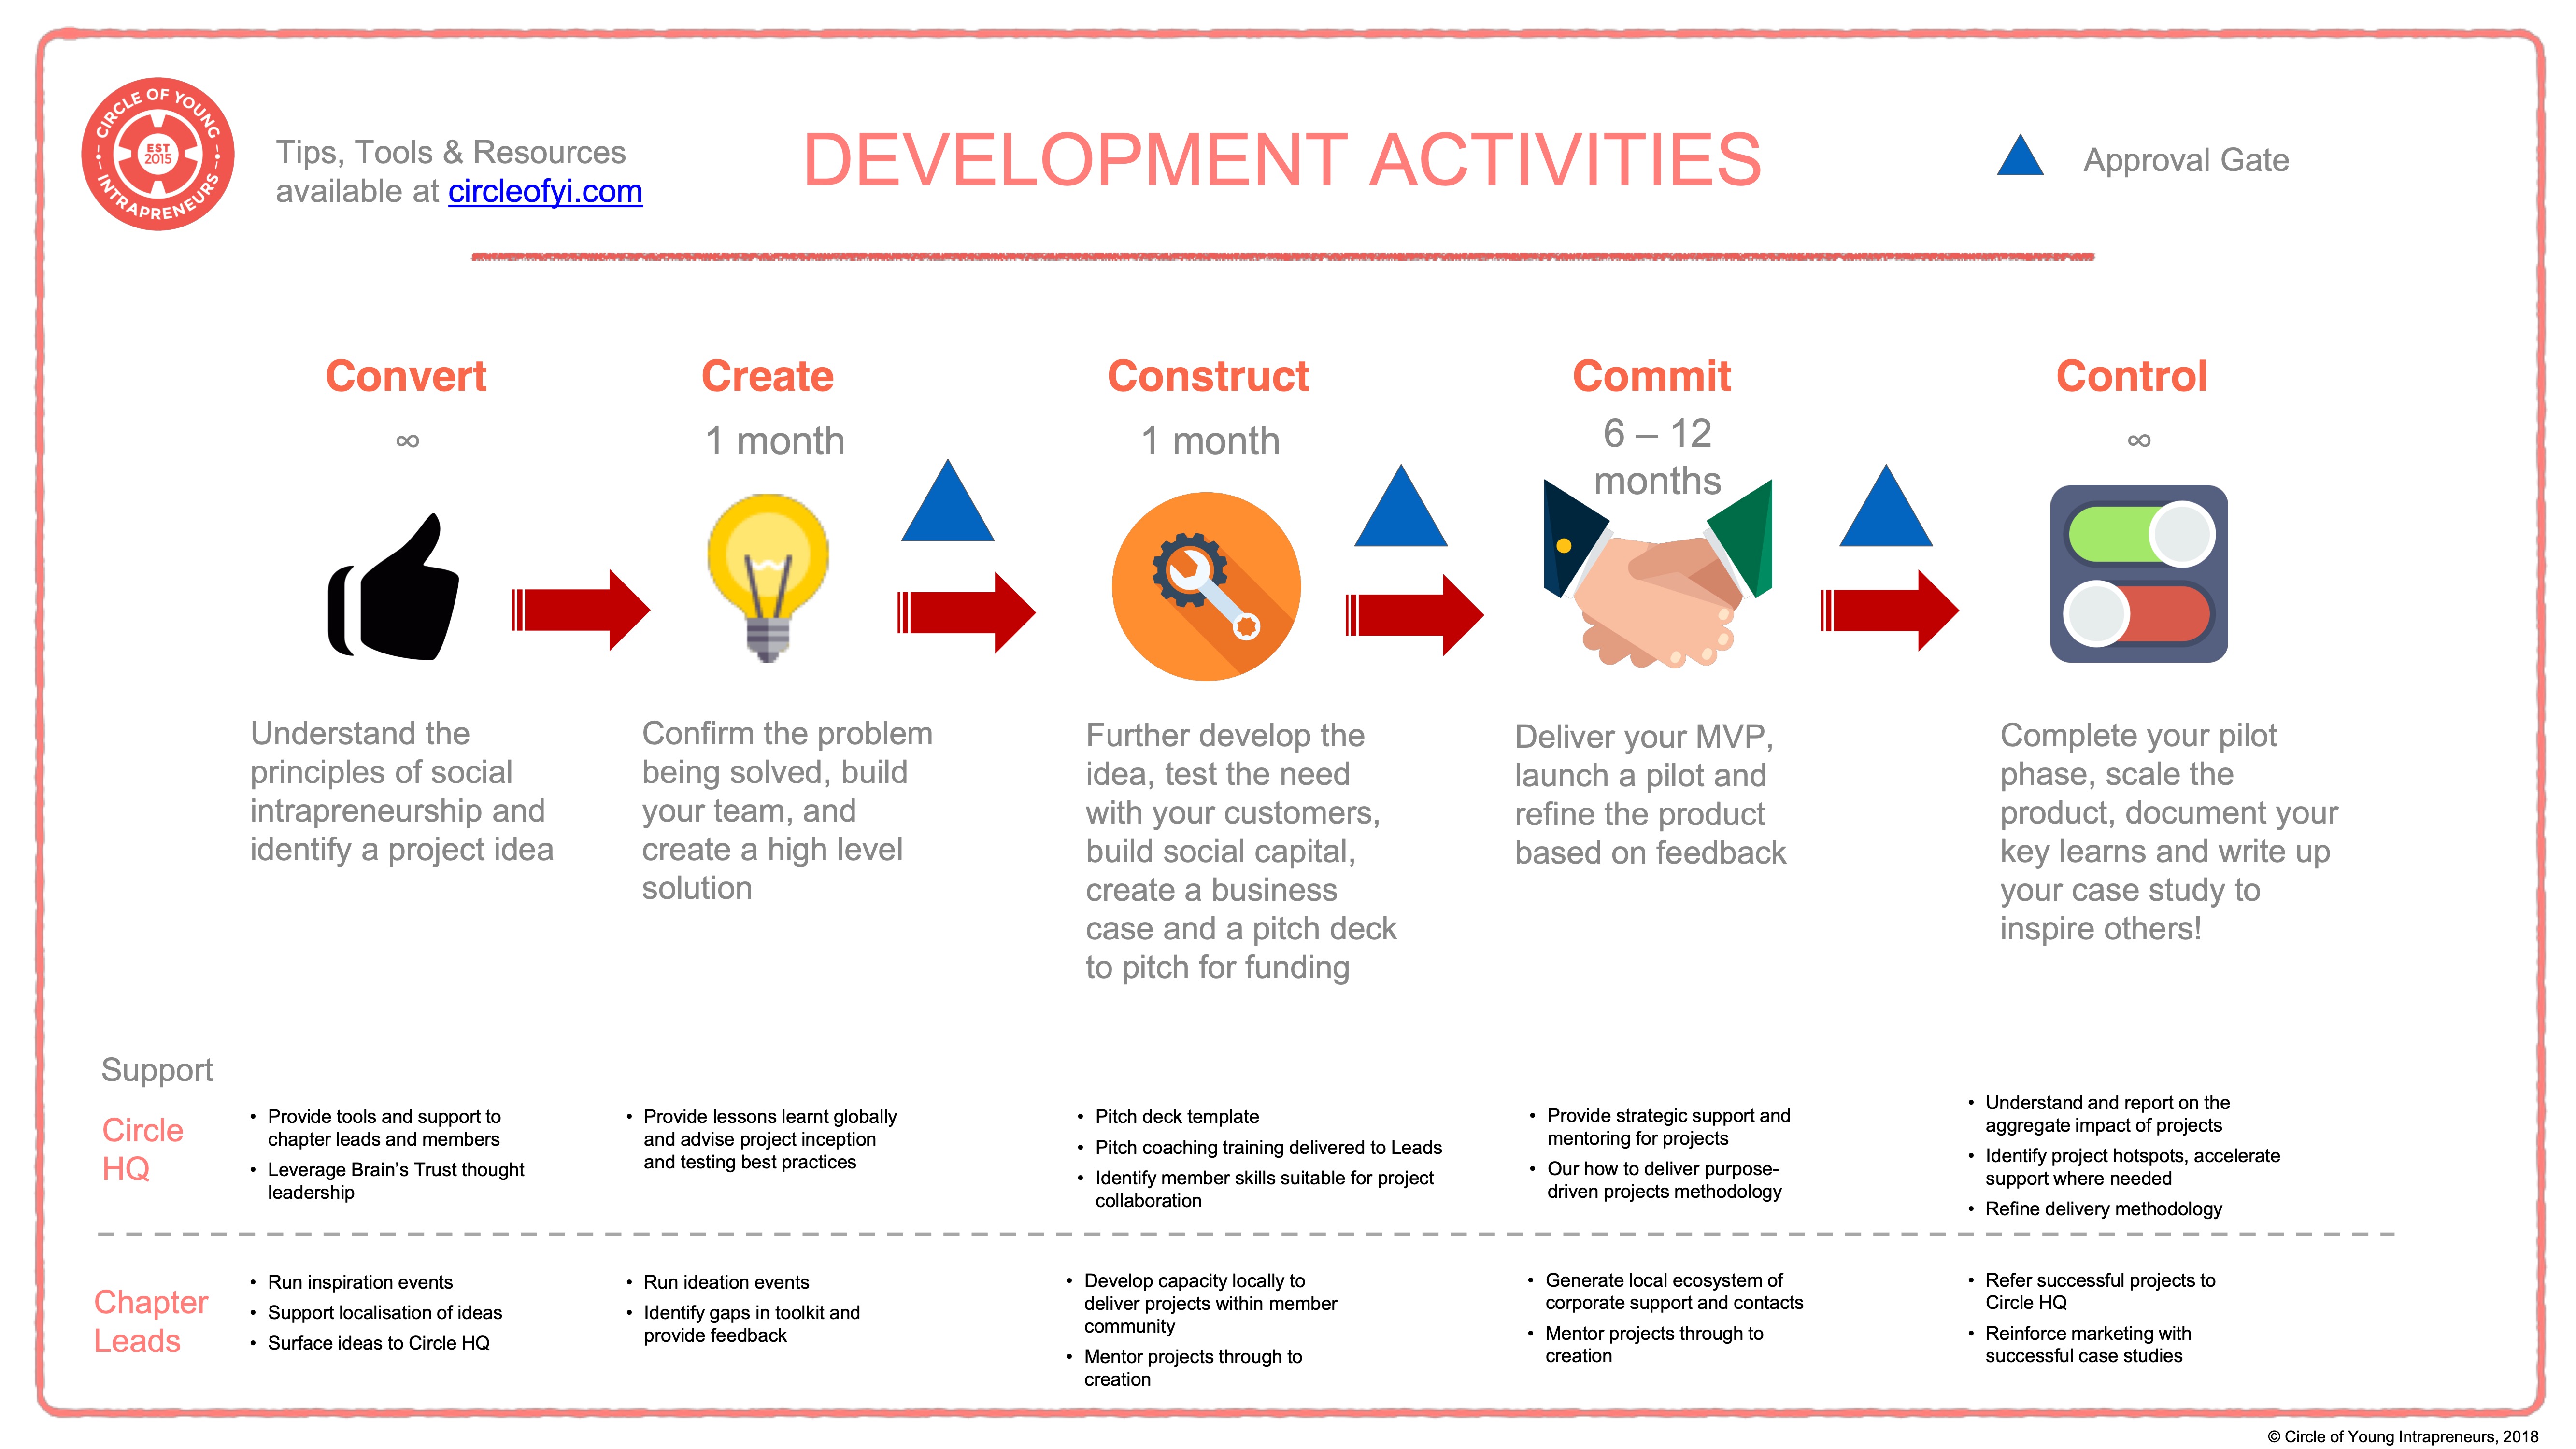 CIRCLE OF YOUNG
EST
2015
INTRAPRENEURS
Tips, Tools & Resources
available at circleofyi.com
DEVELOPMENT ACTIVITIES
Approval Gate
Convert
∞
Create
1 month
Construct
1 month
Commit
6 – 12
months
Control
∞
Understand the
principles of social
intrapreneurship and
identify a project idea
Confirm the problem
being solved, build
your team, and
create a high level
solution
Further develop the
idea, test the need
with your customers,
build social capital,
create a business
case and a pitch deck
to pitch for funding
Deliver your MVP,
launch a pilot and
refine the product
based on feedback
Complete your pilot
phase, scale the
product, document your
key learns and write up
your case study to
inspire others!
Support
Circle
HQ
• Provide tools and support to
chapter leads and members
• Leverage Brain’s Trust thought
leadership
• Provide lessons learnt globally
and advise project inception
and testing best practices
• Pitch deck template
• Pitch coaching training delivered to Leads
• Identify member skills suitable for project
collaboration
• Provide strategic support and
mentoring for projects
• Our how to deliver purpose-
driven projects methodology
• Understand and report on the
aggregate impact of projects
• Identify project hotspots, accelerate
support where needed
• Refine delivery methodology
Chapter
Leads
• Run inspiration events
• Support localisation of ideas
• Surface ideas to Circle HQ
• Run ideation events
• Identify gaps in toolkit and
provide feedback
• Develop capacity locally to
deliver projects within member
community
• Mentor projects through to
creation
• Generate local ecosystem of
corporate support and contacts
• Mentor projects through to
creation
• Refer successful projects to
Circle HQ
• Reinforce marketing with
successful case studies
© Circle of Young Intrapreneurs, 2018